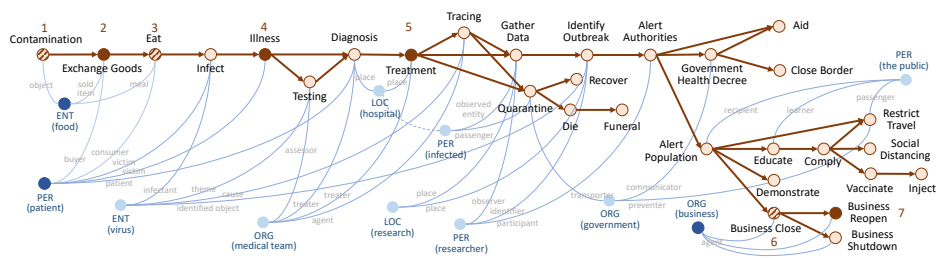 1
Contamination
2
Exchange Goods
3
Eat
Infect
4
Illness
Testing
Diagnosis
5
Treatment
Tracing
Gather
Data
Quarantine
Identify
Outbreak
Recover
Die
Funeral
Alert
Authorities
Government
Health Decree
Aid
Close Border
Alert
Population
Educate
Comply
Restrict
Travel
Social
Distancing
Vaccinate
Inject
Demonstrate
Business Close
6
Business
Reopen
7
Business
Shutdown
PER
(the public)
ENT
(food)
PER
(patient)
ENT
(virus)
ORG
(medical team)
LOC
(hospital)
PER
(infected)
LOC
(research)
PER
(researcher)
ORG
(government)
ORG
(business)
object
sold
item
meal
buyer
consumer
victim
victim
patient
infectant
theme
cause
identified object
assessor
treater
treater
agent
place
place
observed
entity
passenger
place
observer
identifier
participant
transporter
communicator
preventer
recipient
learner
passenger
agent